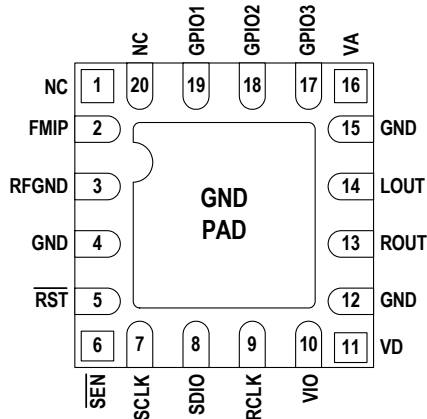 NC
GPIO1
GPIO2
GPIO3
VA
NC
1
20
19
18
17
16
FMIP
2
15
GND
RFGND
3
GND
PAD
14
LOUT
GND
4
13
ROUT
RST
5
12
GND
6
7
8
9
10
11
VD
SEN
SCLK
SDIO
RCLK
VIO